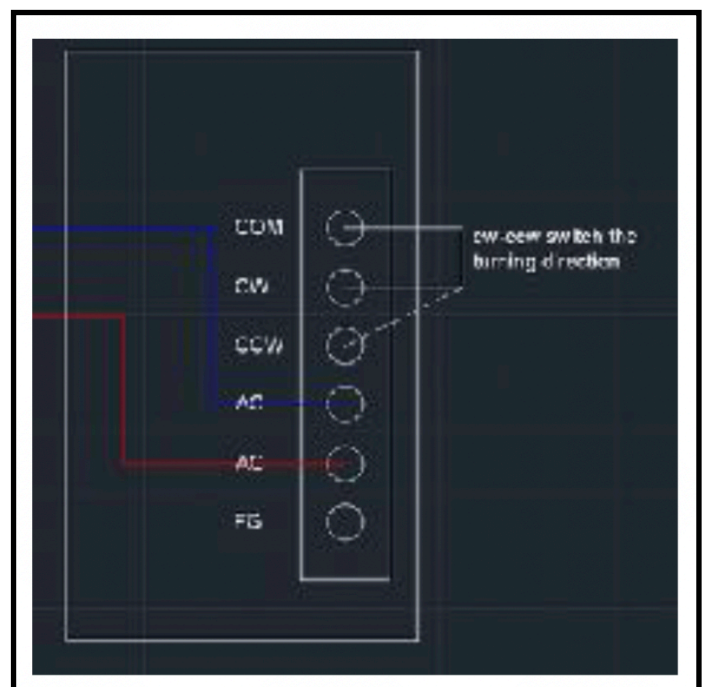 COM
CW
CCW
AC
AC
FG
cw-ccw switch the
turning direction